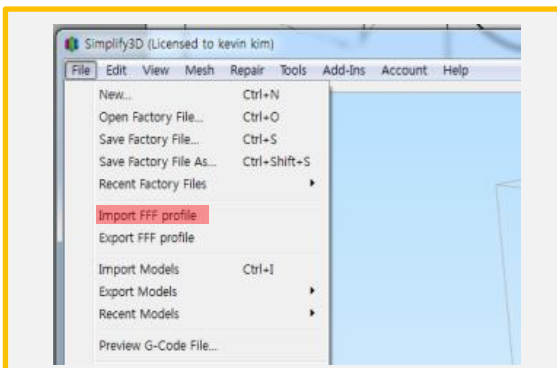 Simplify3D (Licensed to kevin kim)
File Edit View Mesh Repair Tools Add-Ins Account Help
New... Ctrl+N
Open Factory File... Ctrl+O
Save Factory File... Ctrl+S
Save Factory File As... Ctrl+Shift+S
Recent Factory Files
Import FFF profile
Export FFF profile
Import Models Ctrl+I
Export Models
Recent Models
Preview G-Code File...